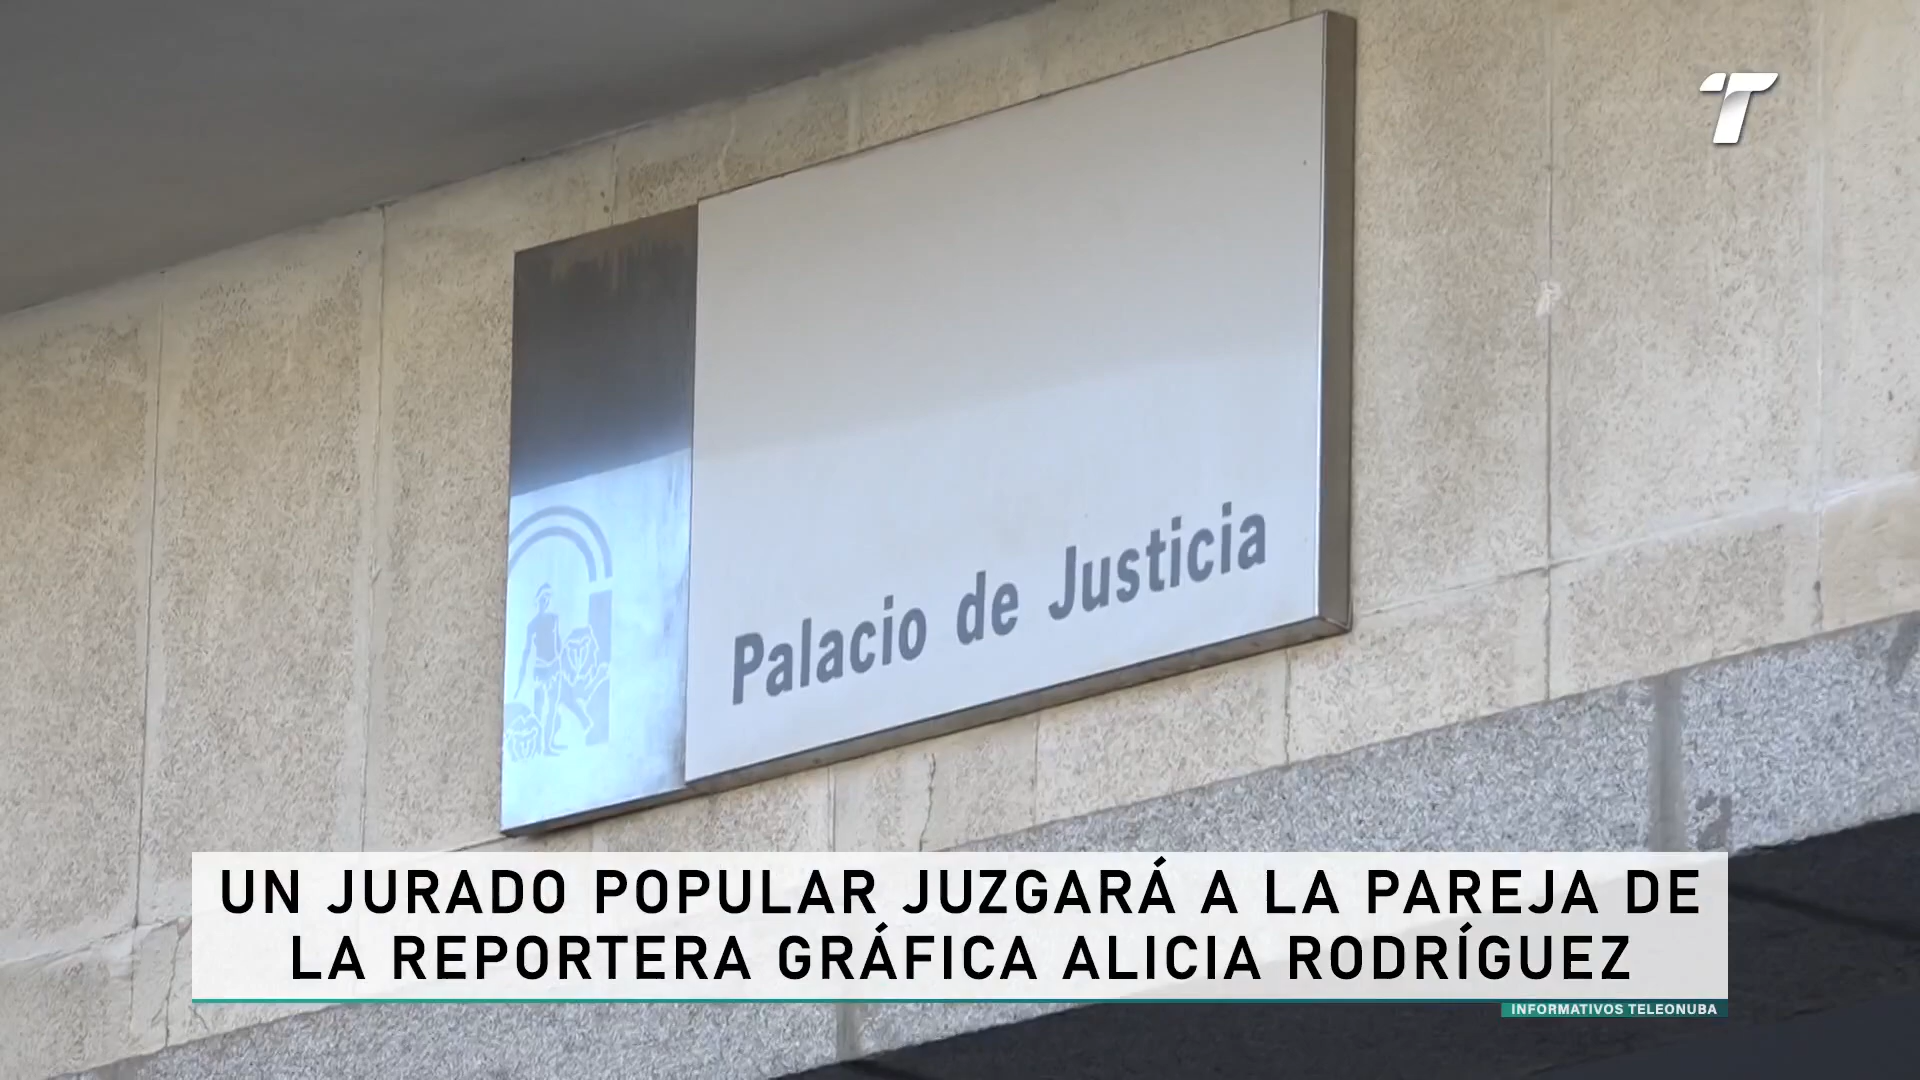 Palacio de Justicia
UN JURADO POPULAR JUZGARÁ A LA PAREJA DE
LA REPORTERA GRÁFICA ALICIA RODRÍGUEZ
INFORMATIVOS TELEONUBA